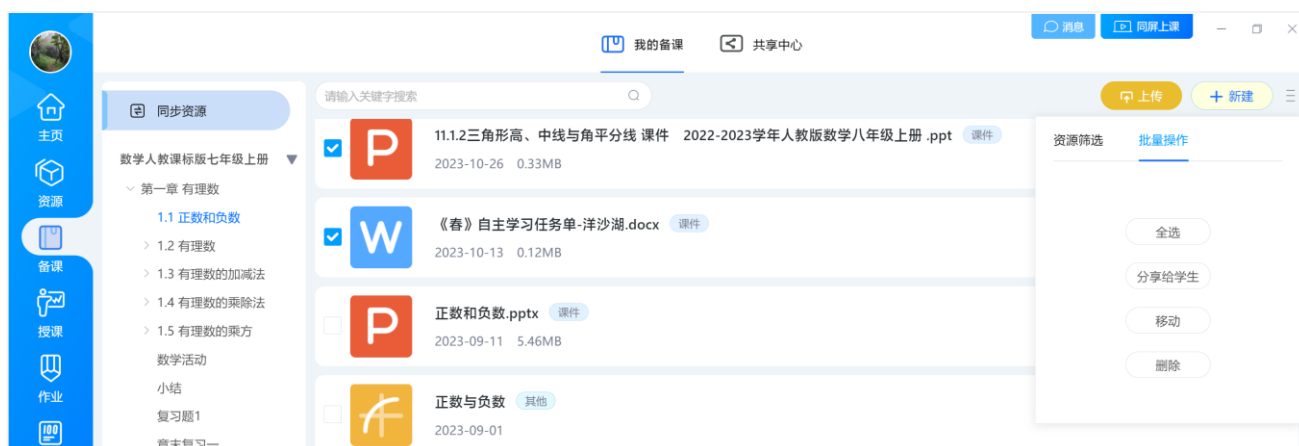 消息
同屏上课
我的备课
共享中心
主页
资源
备课
授课
作业
100
同步资源
数学人教课标版七年级上册
第一章 有理数
1.1 正数和负数
1.2 有理数
1.3 有理数的加减法
1.4 有理数的乘除法
1.5 有理数的乘方
数学活动
小结
复习题1
章末复习一
请输入关键字搜索
上传
新建
P
11.1.2三角形高、中线与角平分线 课件 2022-2023学年人教版数学八年级上册 .ppt 课件
2023-10-26 0.33MB
W
《春》自主学习任务单-洋沙湖.docx 课件
2023-10-13 0.12MB
P
正数和负数.pptx 课件
2023-09-11 5.46MB
正数与负数 其他
2023-09-01
资源筛选 批量操作
全选
分享给学生
移动
删除